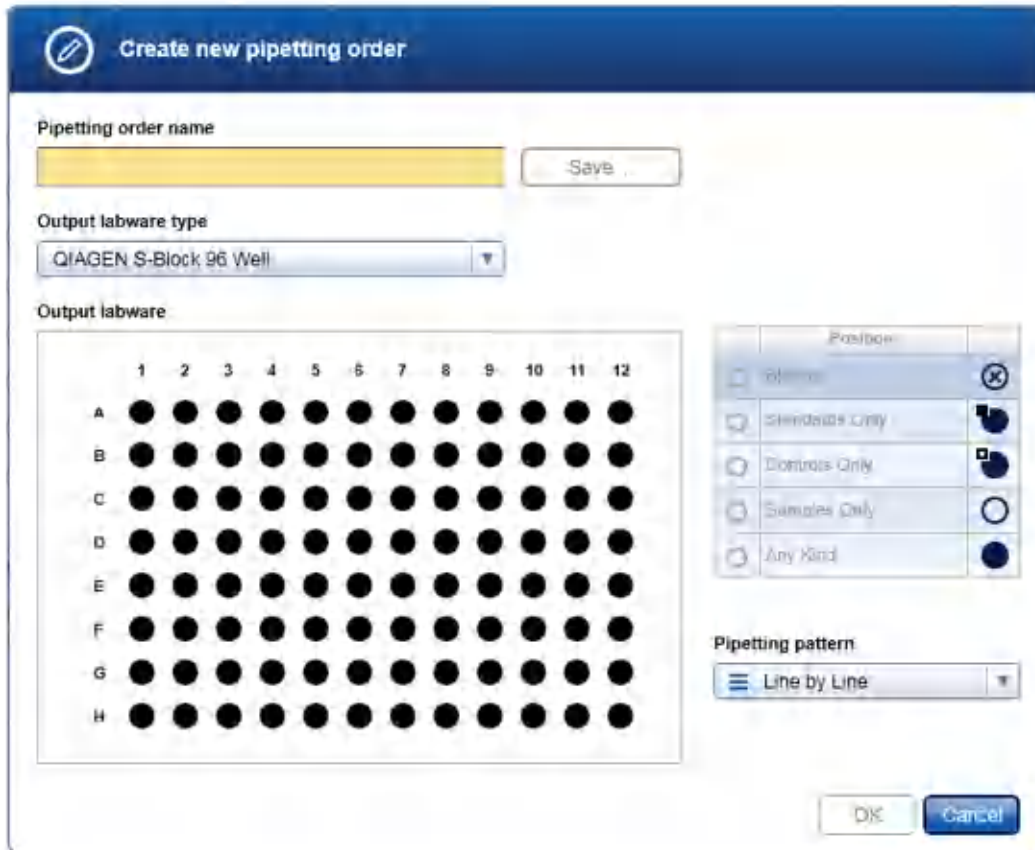 Create new pipetting order
Pipetting order name
Save ...
Output labware type
QIAGEN S-Block 96 Well
Output labware
1 2 3 4 5 6 7 8 9 10 11 12
A
B
C
D
E
F
G
H
Position
Standards Only
Controls Only
Samples Only
Any Kind
Pipetting pattern
Line by Line
OK
Cancel